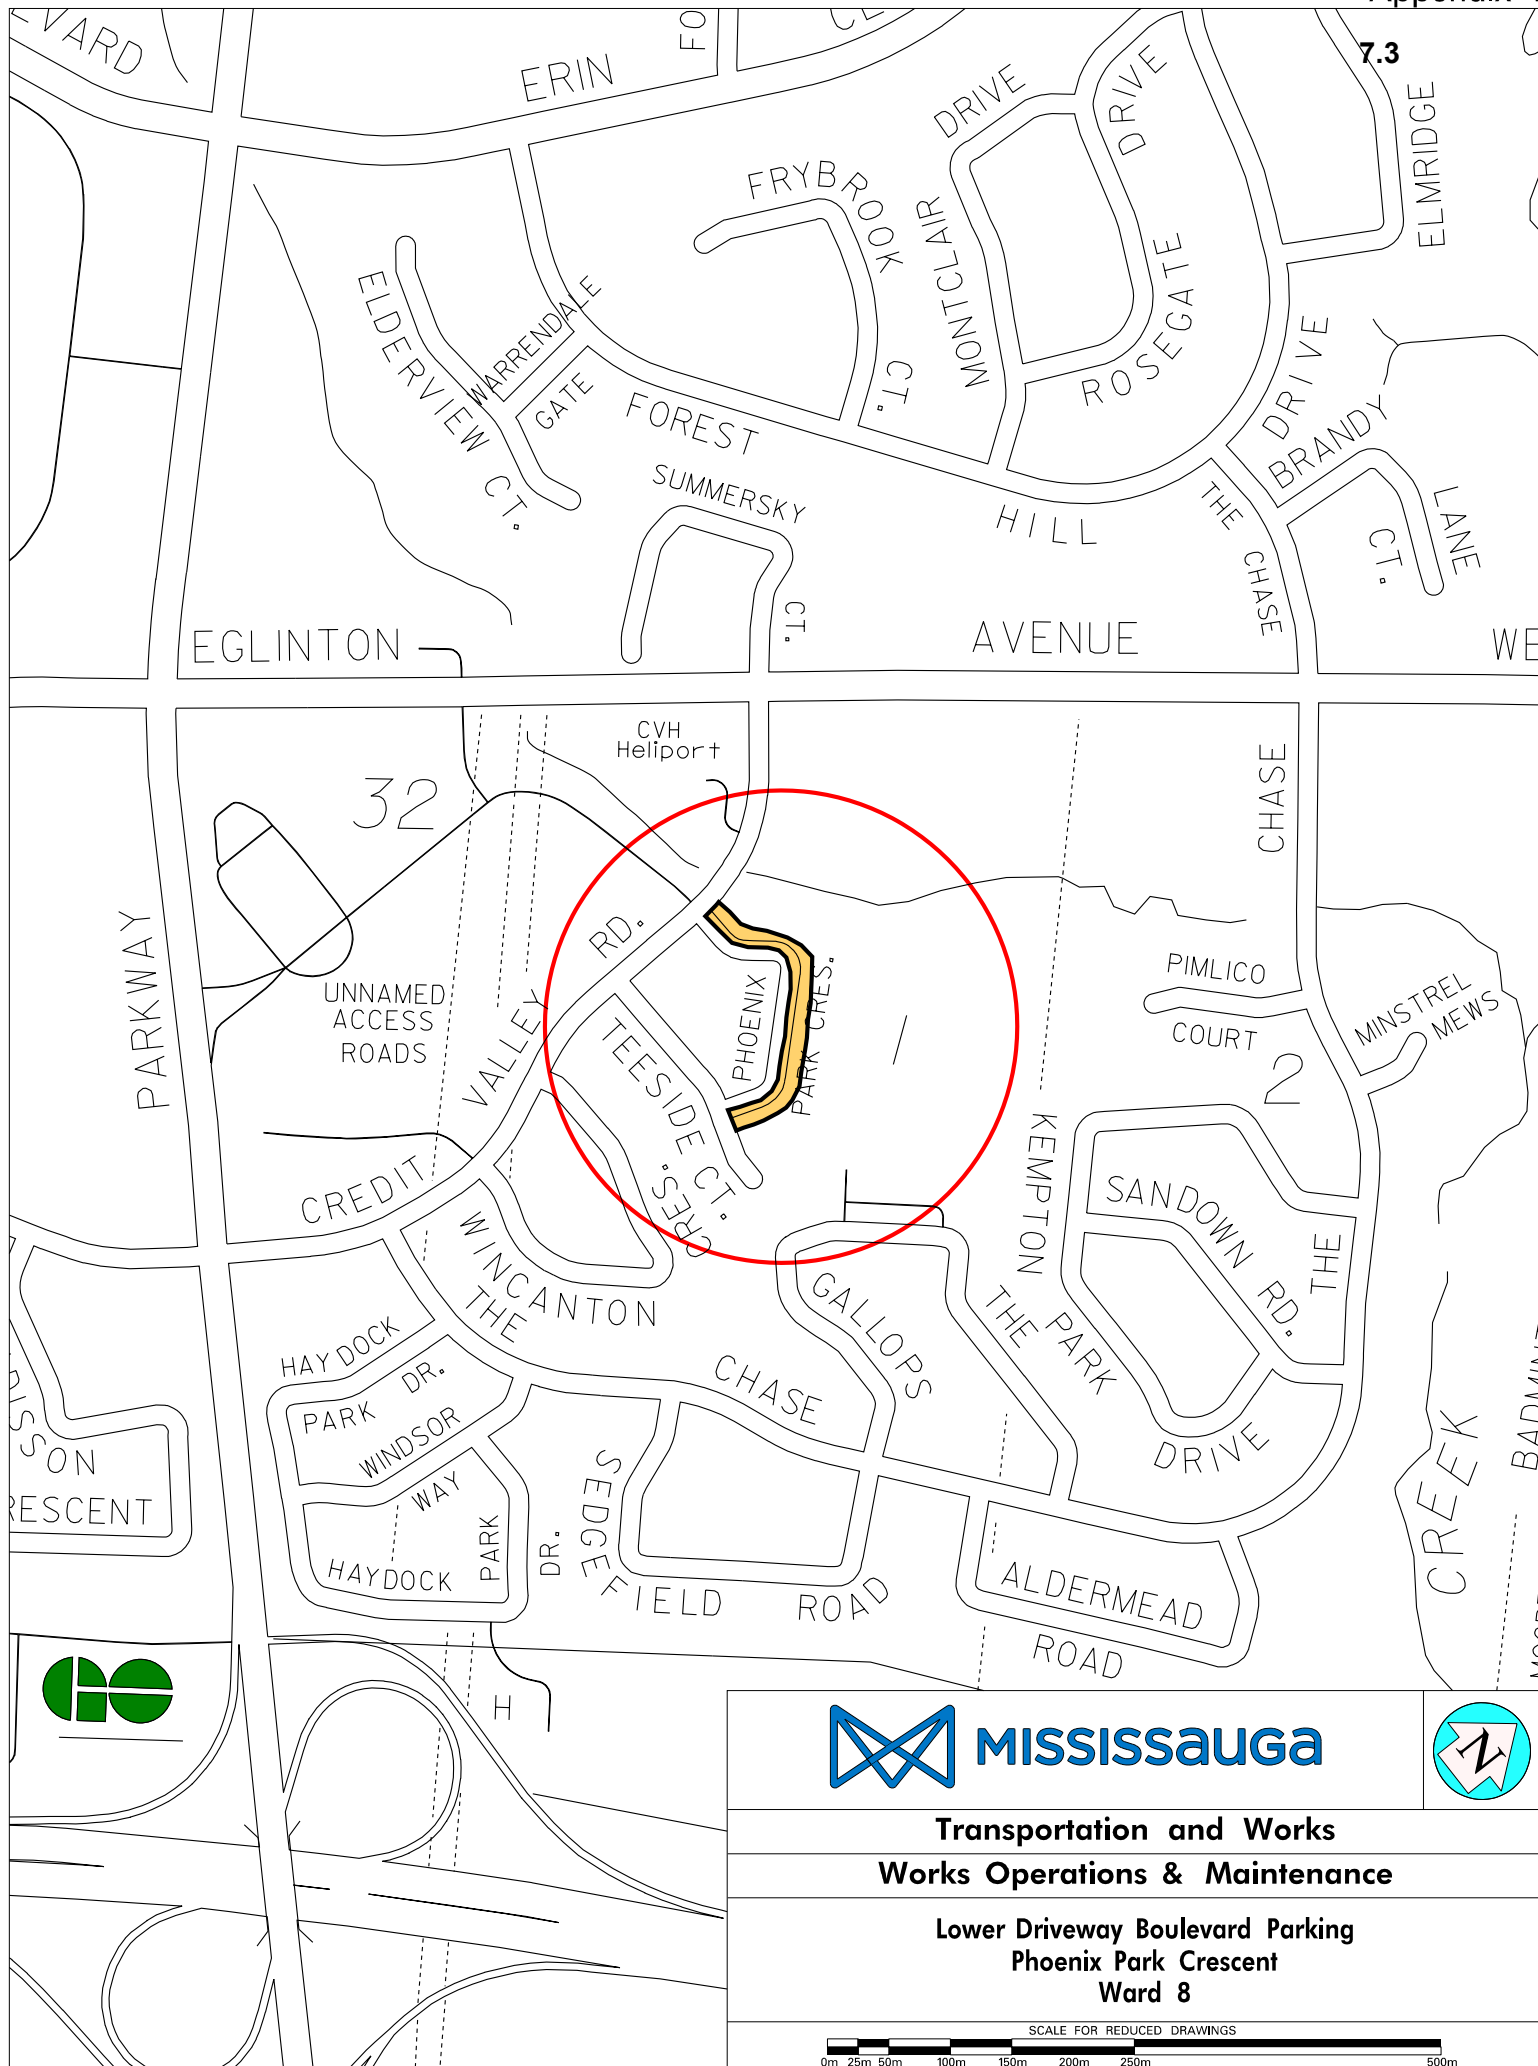 7.3
ERIN
DRIVE
DRIVE
ELMRIDGE
FRYBROOK
CT.
MONTCLAIR
ROSEGATE
ELDERVIEW CT.
WARRENDALE
GATE
FOREST
HILL
DRIVE
BRANDY
LANE
CT.
SUMMERSKY
CT.
THE CHASE
EGLINTON
AVENUE
CVH
Heliport
32
CHASE
PARKWAY
RD.
UNNAMED
ACCESS
ROADS
VALLEY
CREDIT
PHOENIX
PARK CRES.
TEESIDE CT.
PIMLICO
COURT
MINSTREL
MEWS
2
KEMPTON
PARK
SANDOWN RD.
THE
CRES.
WINCANTON
THE
CHASE
GALLOPS
THE
DRIVE
HAYDOCK
PARK DR.
WINDSOR
WAY
PARK
DR.
HAYDOCK
SEDGEFIELD ROAD
ALDERMEAD
ROAD
CREEK
GO
H
MISSISSauGa
N
Transportation and Works
Works Operations & Maintenance
Lower Driveway Boulevard Parking
Phoenix Park Crescent
Ward 8
SCALE FOR REDUCED DRAWINGS
0m 25m 50m 100m 150m 200m 250m 500m